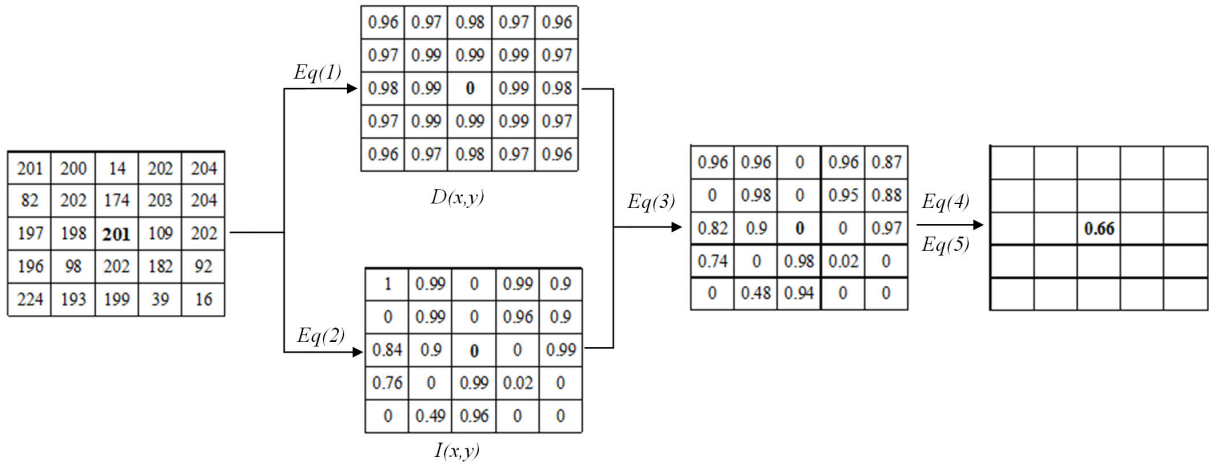 201 200 14 202 204
82 202 174 203 204
197 198 201 109 202
196 98 202 182 92
224 193 199 39 16
Eq(1)
0.96 0.97 0.98 0.97 0.96
0.97 0.99 0.99 0.99 0.97
0.98 0.99 0 0.99 0.98
0.97 0.99 0.99 0.99 0.97
0.96 0.97 0.98 0.97 0.96
D(x,y)
Eq(2)
1 0.99 0 0.99 0.9
0 0.99 0 0.96 0.9
0.84 0.9 0 0 0.99
0.76 0 0.99 0.02 0
0 0.49 0.96 0 0
I(x,y)
Eq(3)
0.96 0.96 0 0.96 0.87
0 0.98 0 0.95 0.88
0.82 0.9 0 0 0.97
0.74 0 0.98 0.02 0
0 0.48 0.94 0 0
Eq(4)
Eq(5)
0.66